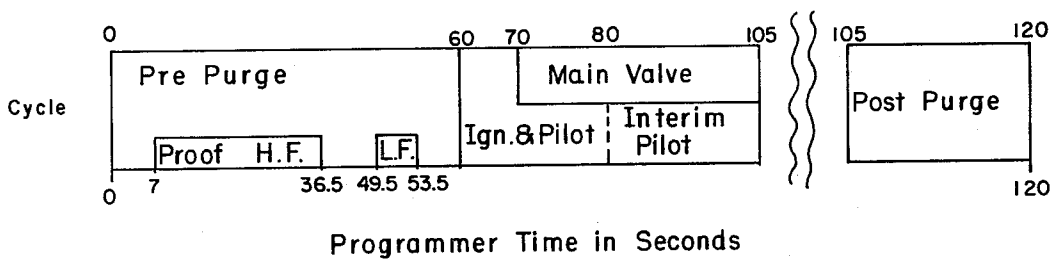 0 60 70 80 105 105 120
Pre Purge
Main Valve
Cycle
Post Purge
Ign.&Pilot
Interim
Pilot
Proof H.F.
L.F.
0 7 36.5 49.5 53.5 120
Programmer Time in Seconds